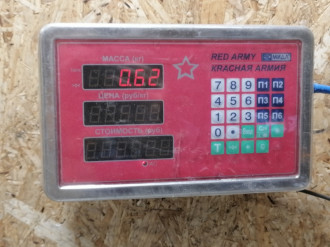 МАССА (кг)
0.62
ЦЕНА (руб/кг)
СТОИМОСТЬ (руб)
RED ARMY
КРАСНАЯ АРМИЯ
7 8 9 П1 П2
4 5 6 П3 П4
1 2 3 П5 П6
0
T